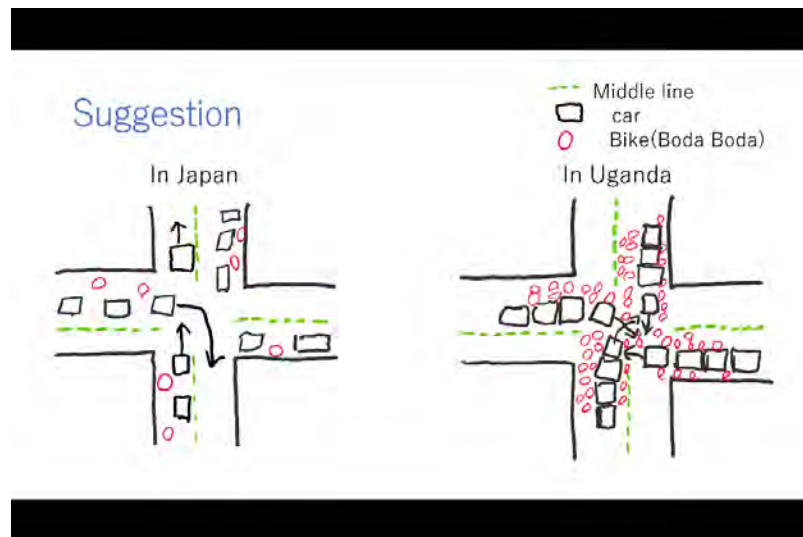 Suggestion
Middle line
car
Bike(Boda Boda)
In Japan
In Uganda